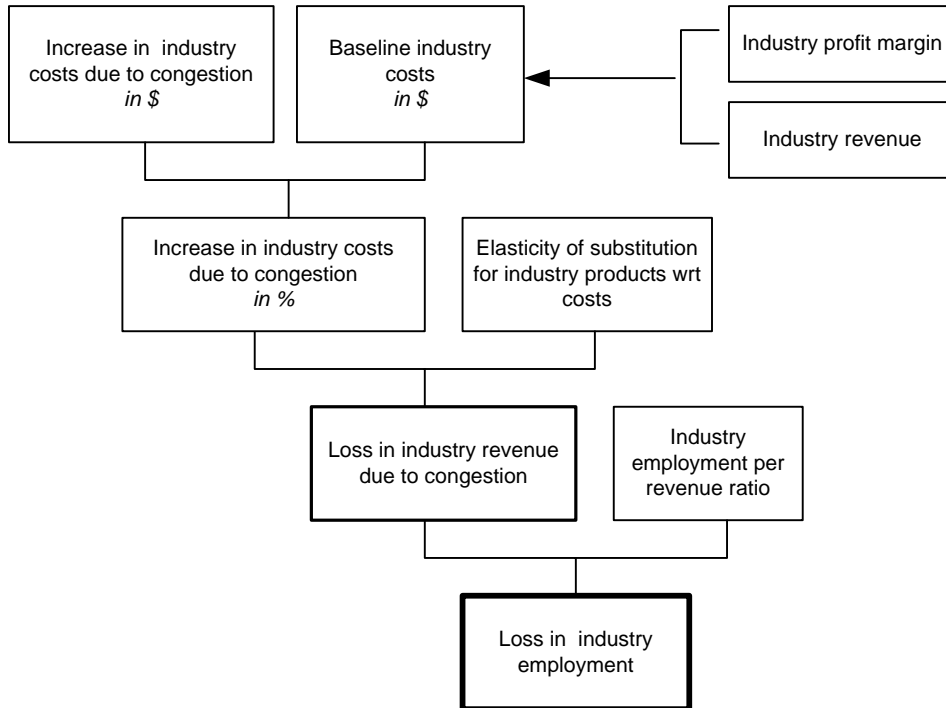 Increase in industry
costs due to congestion
in $
Baseline industry
costs
in $
Industry profit margin
Industry revenue
Increase in industry costs
due to congestion
in %
Elasticity of substitution
for industry products wrt
costs
Loss in industry revenue
due to congestion
Industry
employment per
revenue ratio
Loss in industry
employment